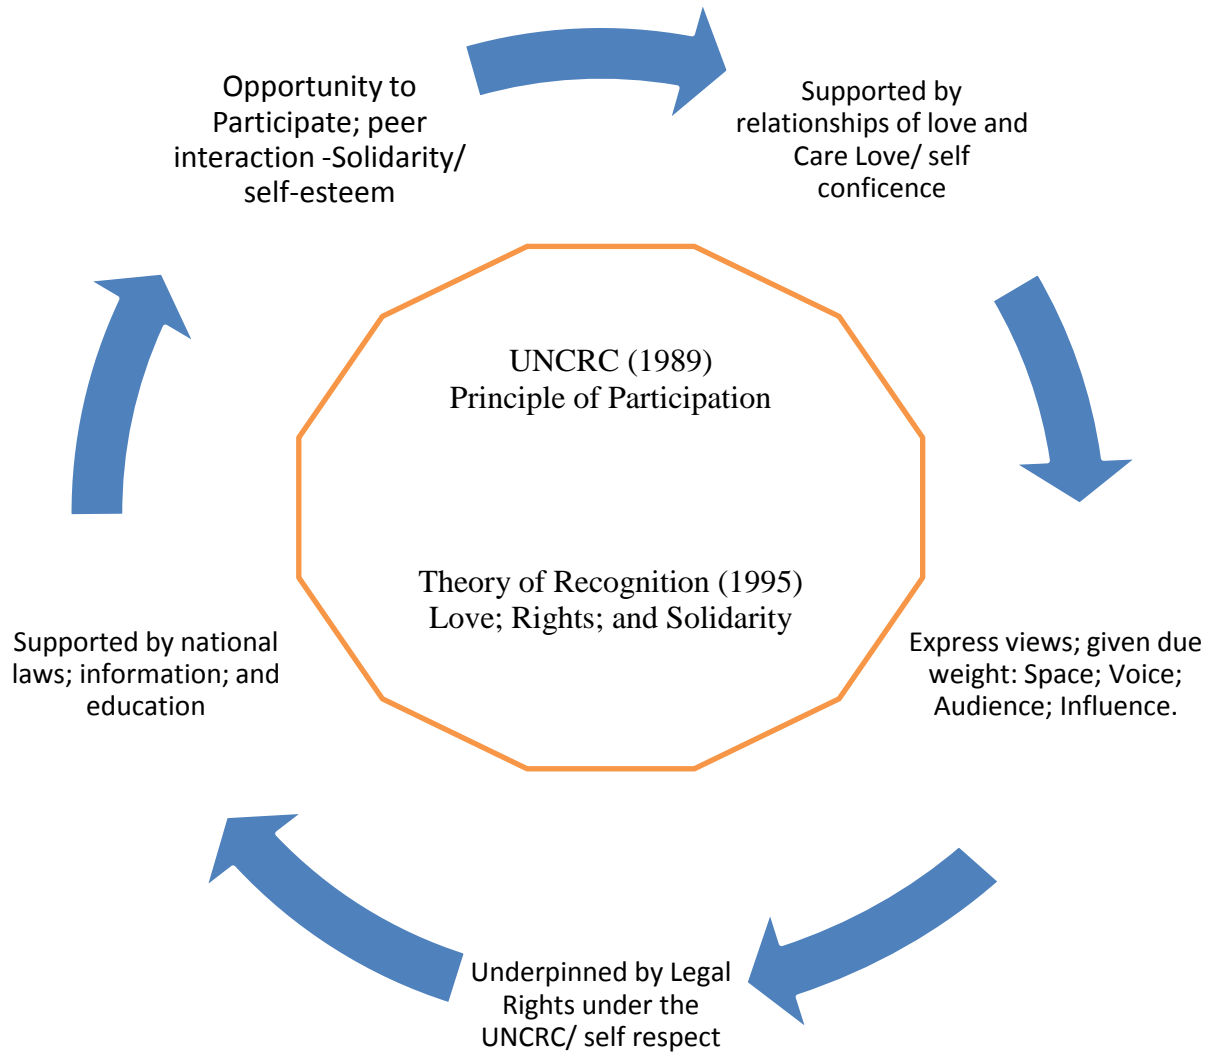 Opportunity to
Participate; peer
interaction -Solidarity/
self-esteem
Supported by
relationships of love and
Care Love/ self
conficence
UNCRC (1989)
Principle of Participation
Theory of Recognition (1995)
Love; Rights; and Solidarity
Express views; given due
weight: Space; Voice;
Audience; Influence.
Underpinned by Legal
Rights under the
UNCRC/ self respect
Supported by national
laws; information; and
education